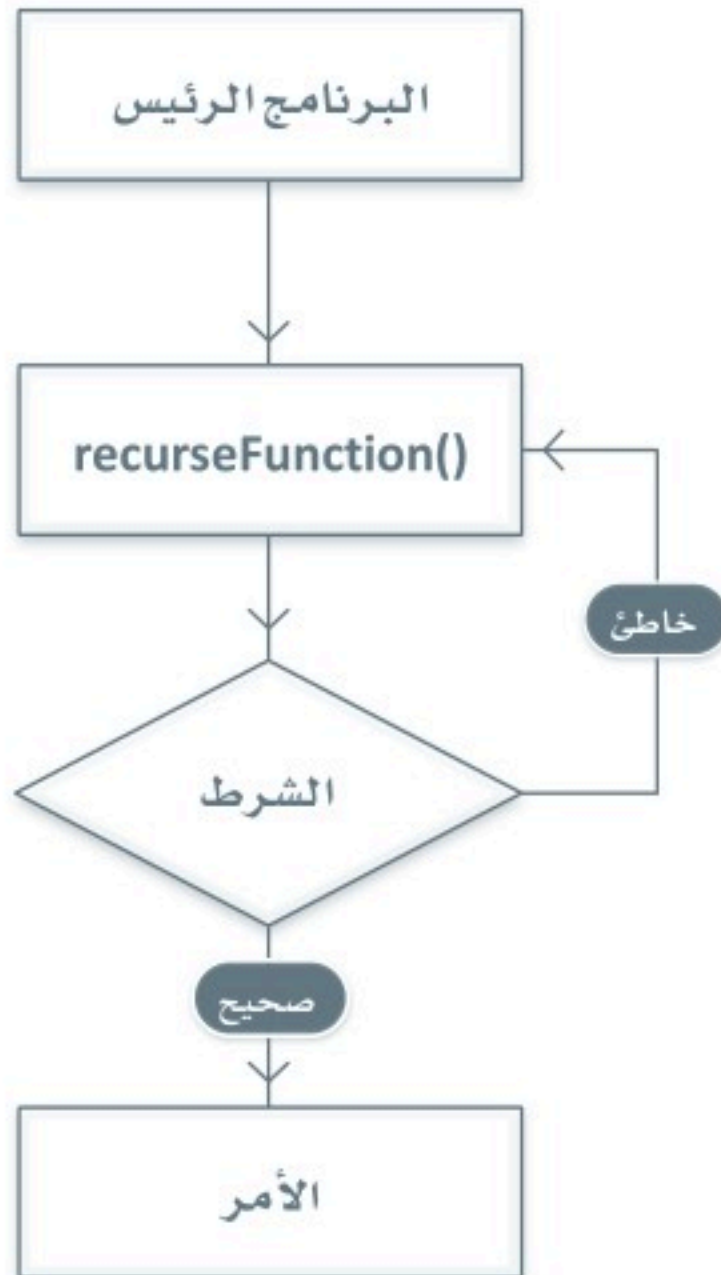 البرنامج الرئيس
recurseFunction()
خاطئ
الشرط
صحيح
الأمر